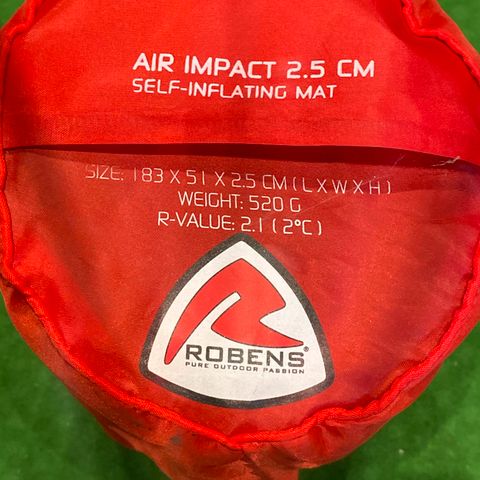 AIR IMPACT 2.5 CM
SELF-INFLATING MAT
SIZE: 183 X 51 X 2.5 CM ( L X W X H )
WEIGHT: 520 G
R-VALUE: 2.1 ( 2°C )
ROBENS®
PURE OUTDOOR PASSION